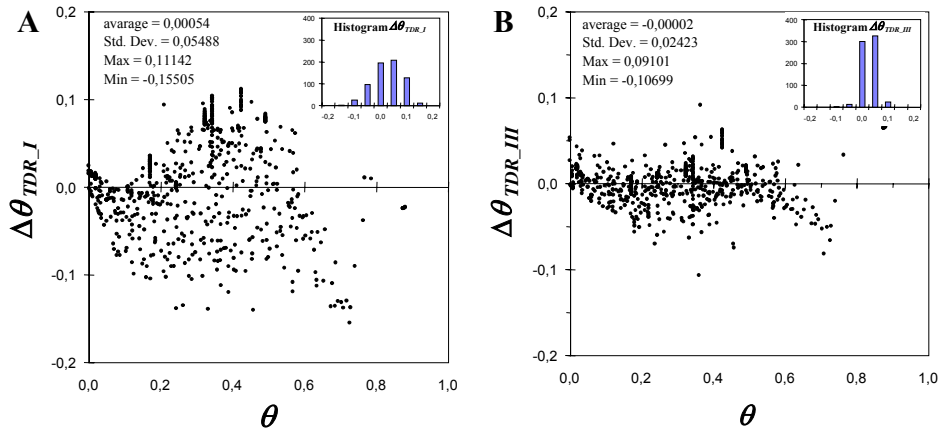 A
0,2
0,1
0,0
-0,1
-0,2
avarage = 0,00054
Std. Dev. = 0,05488
Max = 0,11142
Min = -0,15505
Histogram Δθ_TDR_I
400
300
200
100
0
-0,2 -0,1 0,0 0,1 0,2
Δθ_TDR_I
0,0 0,2 0,4 0,6 0,8 1,0
θ
B
0,2
0,1
0,0
-0,1
-0,2
average = -0,00002
Std. Dev. = 0,02423
Max = 0,09101
Min = -0,10699
Histogram Δθ_TDR_III
400
300
200
100
0
-0,2 -0,1 0,0 0,1 0,2
Δθ_TDR_III
0,0 0,2 0,4 0,6 0,8 1,0
θ